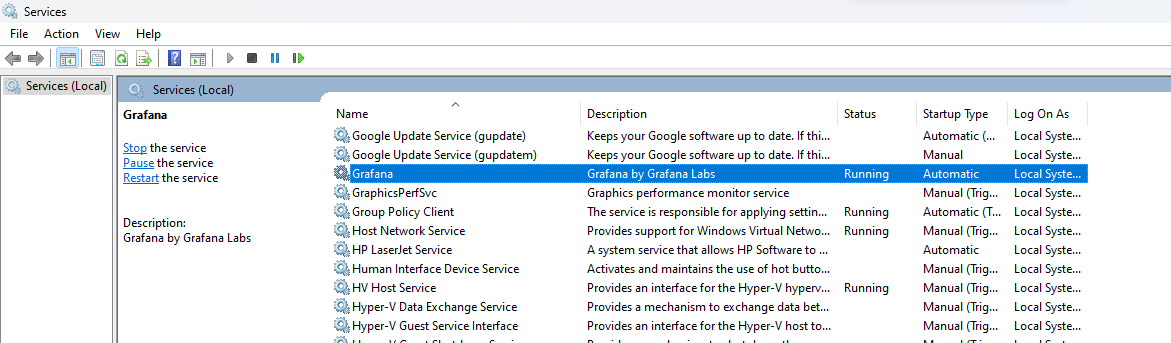 Services
File Action View Help
Services (Local)
Services (Local)
Grafana
Stop the service
Pause the service
Restart the service
Description:
Grafana by Grafana Labs
Name Description Status Startup Type Log On As
Google Update Service (gupdate) Keeps your Google software up to date. If thi... Automatic (... Local Syste...
Google Update Service (gupdatem) Keeps your Google software up to date. If thi... Manual Local Syste...
Grafana Grafana by Grafana Labs Running Automatic Local Syste...
GraphicsPerfSvc Graphics performance monitor service Manual (Trig... Local Syste...
Group Policy Client The service is responsible for applying settin... Running Automatic (T... Local Syste...
Host Network Service Provides support for Windows Virtual Netwo... Running Manual (Trig... Local Syste...
HP LaserJet Service A system service that allows HP Software to ... Automatic Local Syste...
Human Interface Device Service Activates and maintains the use of hot butto... Manual (Trig... Local Syste...
HV Host Service Provides an interface for the Hyper-V hyperv... Running Manual (Trig... Local Syste...
Hyper-V Data Exchange Service Provides a mechanism to exchange data bet... Manual (Trig... Local Syste...
Hyper-V Guest Service Interface Provides an interface for the Hyper-V host to... Manual (Trig... Local Syste...